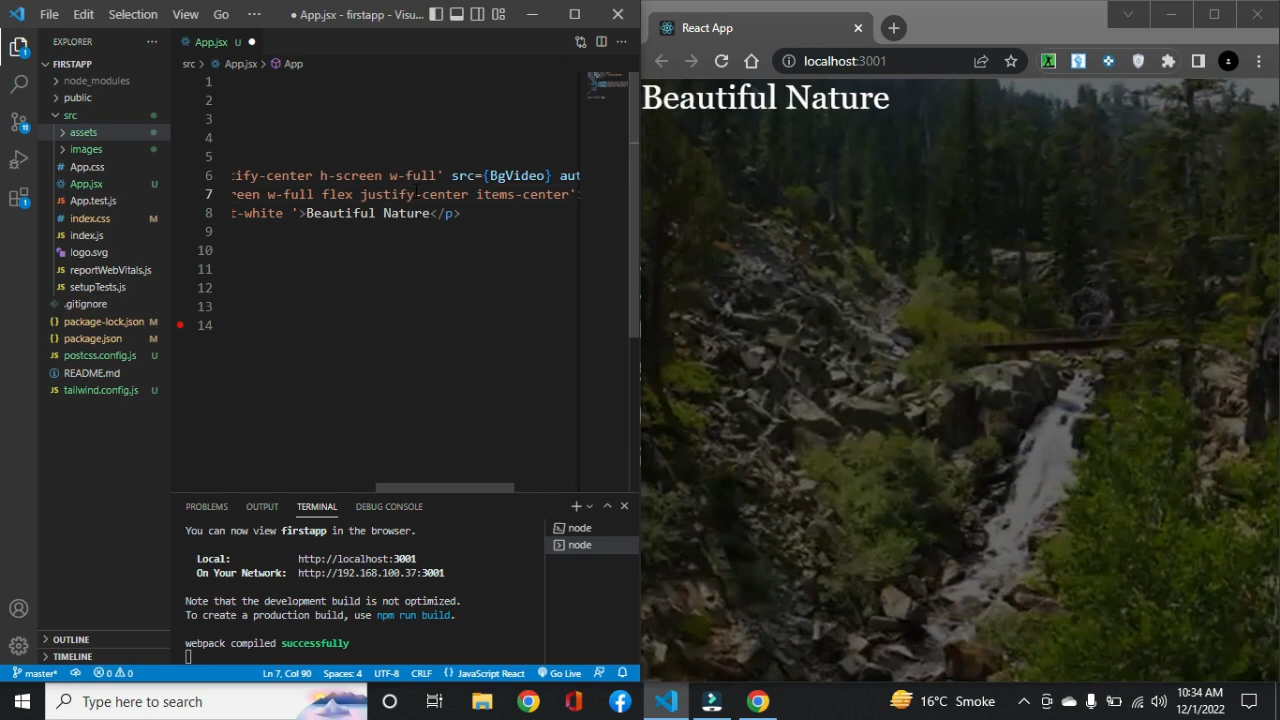 File Edit Selection View Go ··· ● App.jsx - firstapp - Visu...
EXPLORER ···
FIRSTAPP
node_modules
public
src
assets
images
App.css
App.jsx U
App.test.js
index.css M
index.js
logo.svg
reportWebVitals.js
setupTests.js
.gitignore
package-lock.json M
package.json M
postcss.config.js U
README.md
tailwind.config.js U
OUTLINE
TIMELINE
1
11
1
App.jsx U ●
src > App.jsx > App
1
2
3
4
5
6 tify-center h-screen w-full' src={BgVideo} aut
7 reen w-full flex justify-center items-center'>
8 t-white '>Beautiful Nature</p>
9
10
11
12
13
14
PROBLEMS OUTPUT TERMINAL DEBUG CONSOLE
You can now view firstapp in the browser.
Local: http://localhost:3001
On Your Network: http://192.168.100.37:3001
Note that the development build is not optimized.
To create a production build, use npm run build.
webpack compiled successfully
node
node
master* 0 0 Ln 7, Col 90 Spaces: 4 UTF-8 CRLF {} JavaScript React Go Live
React App
localhost:3001
Beautiful Nature
Type here to search
16°C Smoke
10:34 AM
12/1/2022